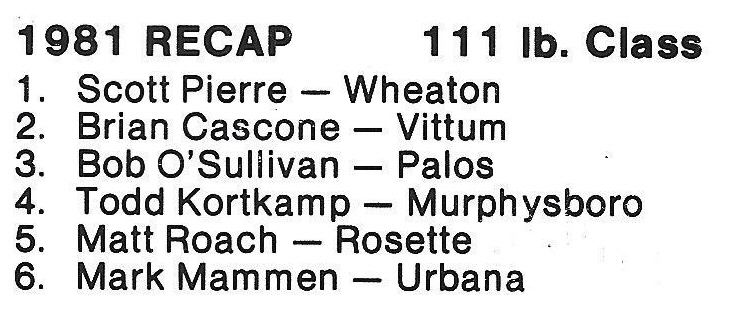 1981 RECAP 111 lb. Class
1. Scott Pierre — Wheaton
2. Brian Cascone — Vittum
3. Bob O'Sullivan — Palos
4. Todd Kortkamp — Murphysboro
5. Matt Roach — Rosette
6. Mark Mammen — Urbana